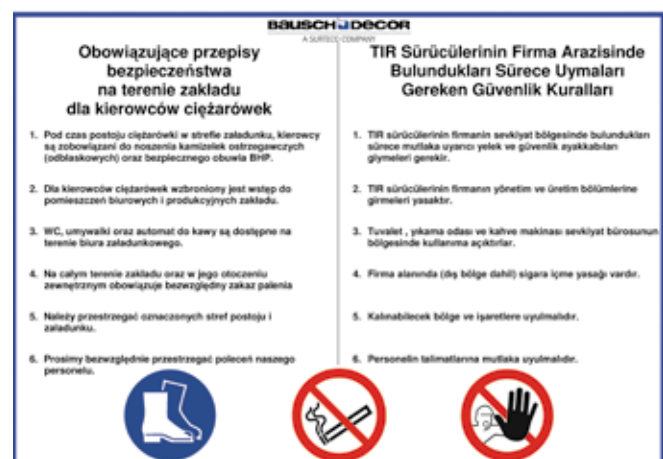 BAUSCH DECOR
A SURTECO COMPANY
Obowiązujące przepisy
bezpieczeństwa
na terenie zakładu
dla kierowców ciężarówek
1. Pod czas postoju ciężarówki w strefie załadunku, kierowcy
są zobowiązani do noszenia kamizelek ostrzegawczych
(odblaskowych) oraz bezpiecznego obuwia BHP.
2. Dla kierowców ciężarówek wzbroniony jest wstęp do
pomieszczeń biurowych i produkcyjnych zakładu.
3. WC, umywalki oraz automat do kawy są dostępne na
terenie biura załadunkowego.
4. Na całym terenie zakładu oraz w jego otoczeniu
zewnętrznym obowiązuje bezwzględny zakaz palenia
5. Należy przestrzegać oznaczonych stref postoju i
załadunku.
6. Prosimy bezwzględnie przestrzegać poleceń naszego
personelu.
TIR Sürücülerinin Firma Arazisinde
Bulundukları Sürece Uymaları
Gereken Güvenlik Kuralları
1. TIR sürücülerinin firmanin sevkiyat bölgesinde bulundukları
sürece mutlaka uyarıcı yelek ve güvenlik ayakkabıları
giymeleri gerekir.
2. TIR sürücülerinin firmanın yönetim ve üretim bölümlerine
girmeleri yasaktır.
3. Tuvalet , yıkama odası ve kahve makinası sevkiyat bürosunun
bölgesinde kullanıma açıktırlar.
4. Firma alanında (dış bölge dahil) sigara içme yasağı vardır.
5. Kalınabilecek bölge ve işaretlere uyulmalıdır.
6. Personelin talimatlarına mutlaka uyulmalıdır.